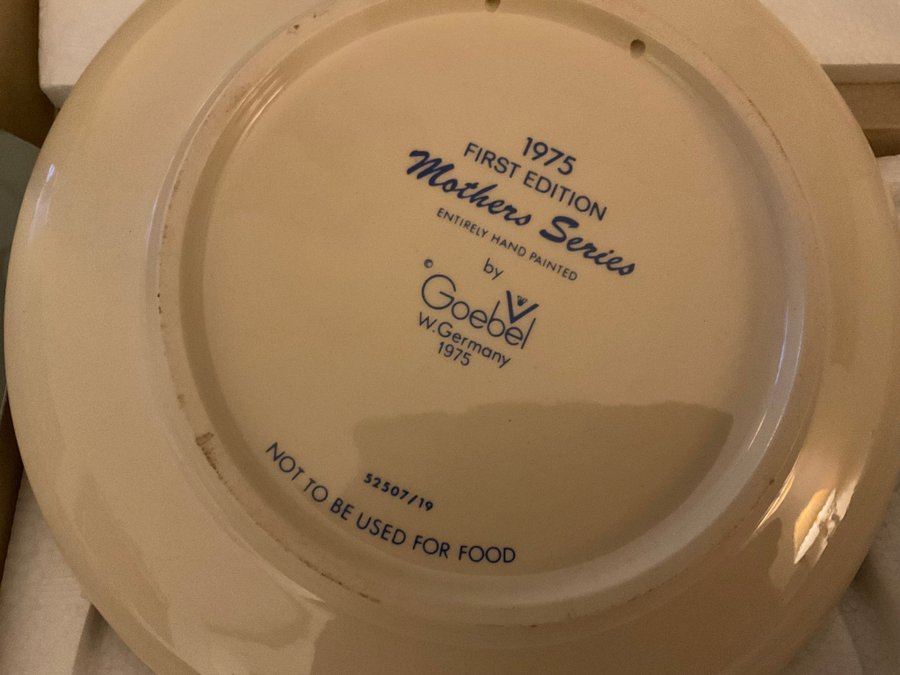 1975
FIRST EDITION
Mothers Series
ENTIRELY HAND PAINTED
by
© Goebel
W. Germany
1975
52507/19
NOT TO BE USED FOR FOOD